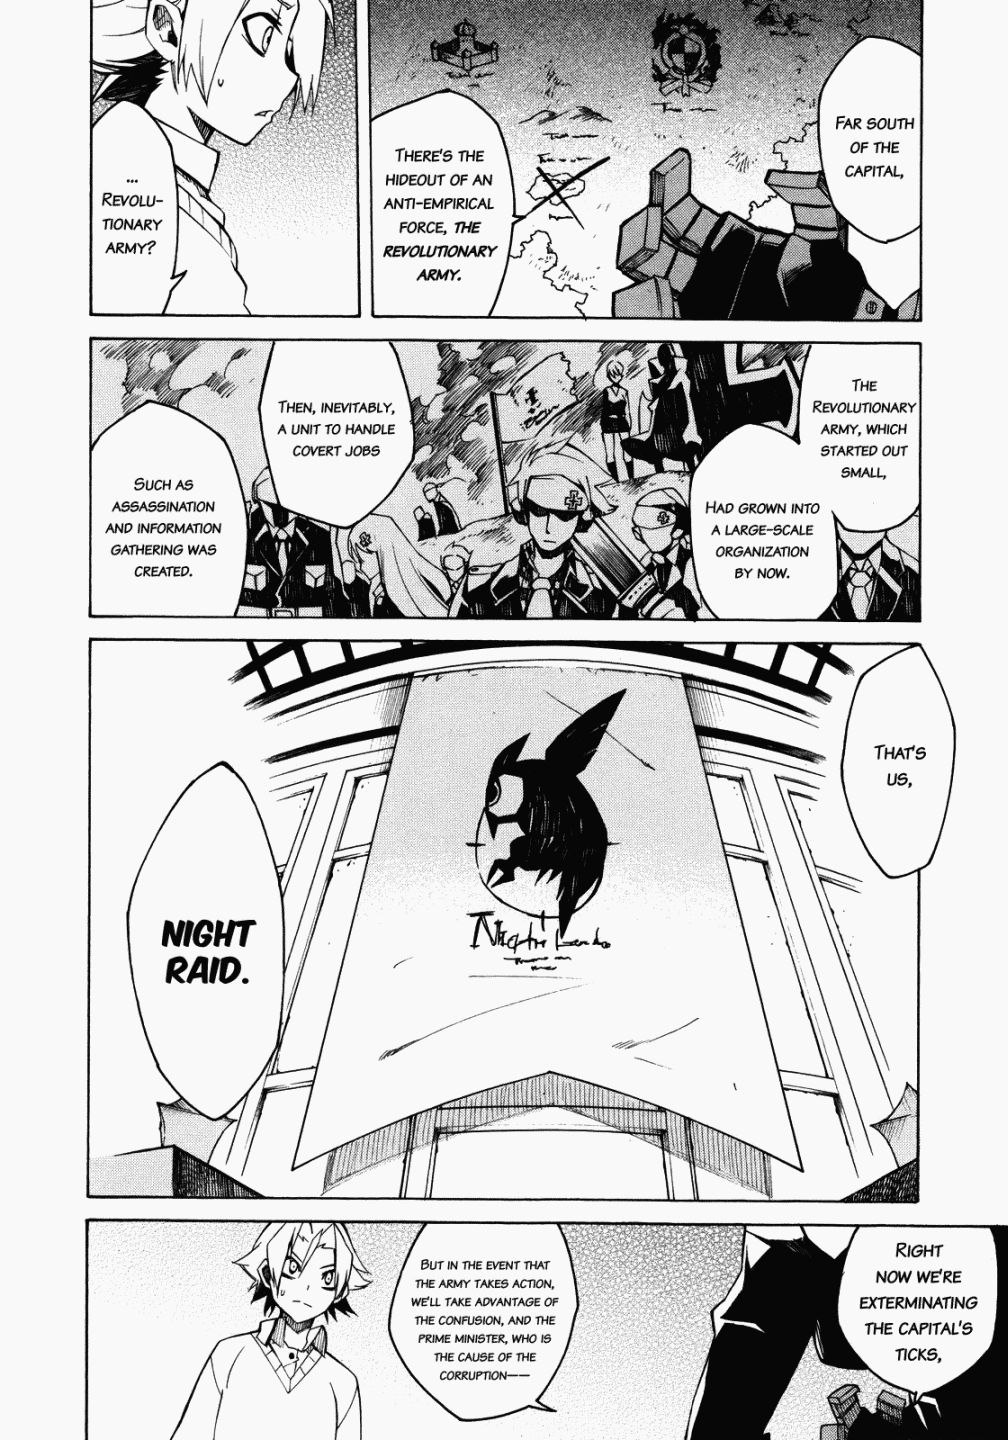 FAR SOUTH
OF THE
CAPITAL,
THERE'S THE
HIDEOUT OF AN
ANTI-EMPIRICAL
FORCE, THE
REVOLUTIONARY
ARMY.
...
REVOLU-
TIONARY
ARMY?
THE
REVOLUTIONARY
ARMY, WHICH
STARTED OUT
SMALL,
HAD GROWN INTO
A LARGE-SCALE
ORGANIZATION
BY NOW.
THEN, INEVITABLY,
A UNIT TO HANDLE
COVERT JOBS
SUCH AS
ASSASSINATION
AND INFORMATION
GATHERING WAS
CREATED.
THAT'S
US,
Night
NIGHT
RAID.
RIGHT
NOW WE'RE
EXTERMINATING
THE CAPITAL'S
TICKS,
BUT IN THE EVENT THAT
THE ARMY TAKES ACTION,
WE'LL TAKE ADVANTAGE OF
THE CONFUSION, AND THE
PRIME MINISTER, WHO IS
THE CAUSE OF THE
CORRUPTION——